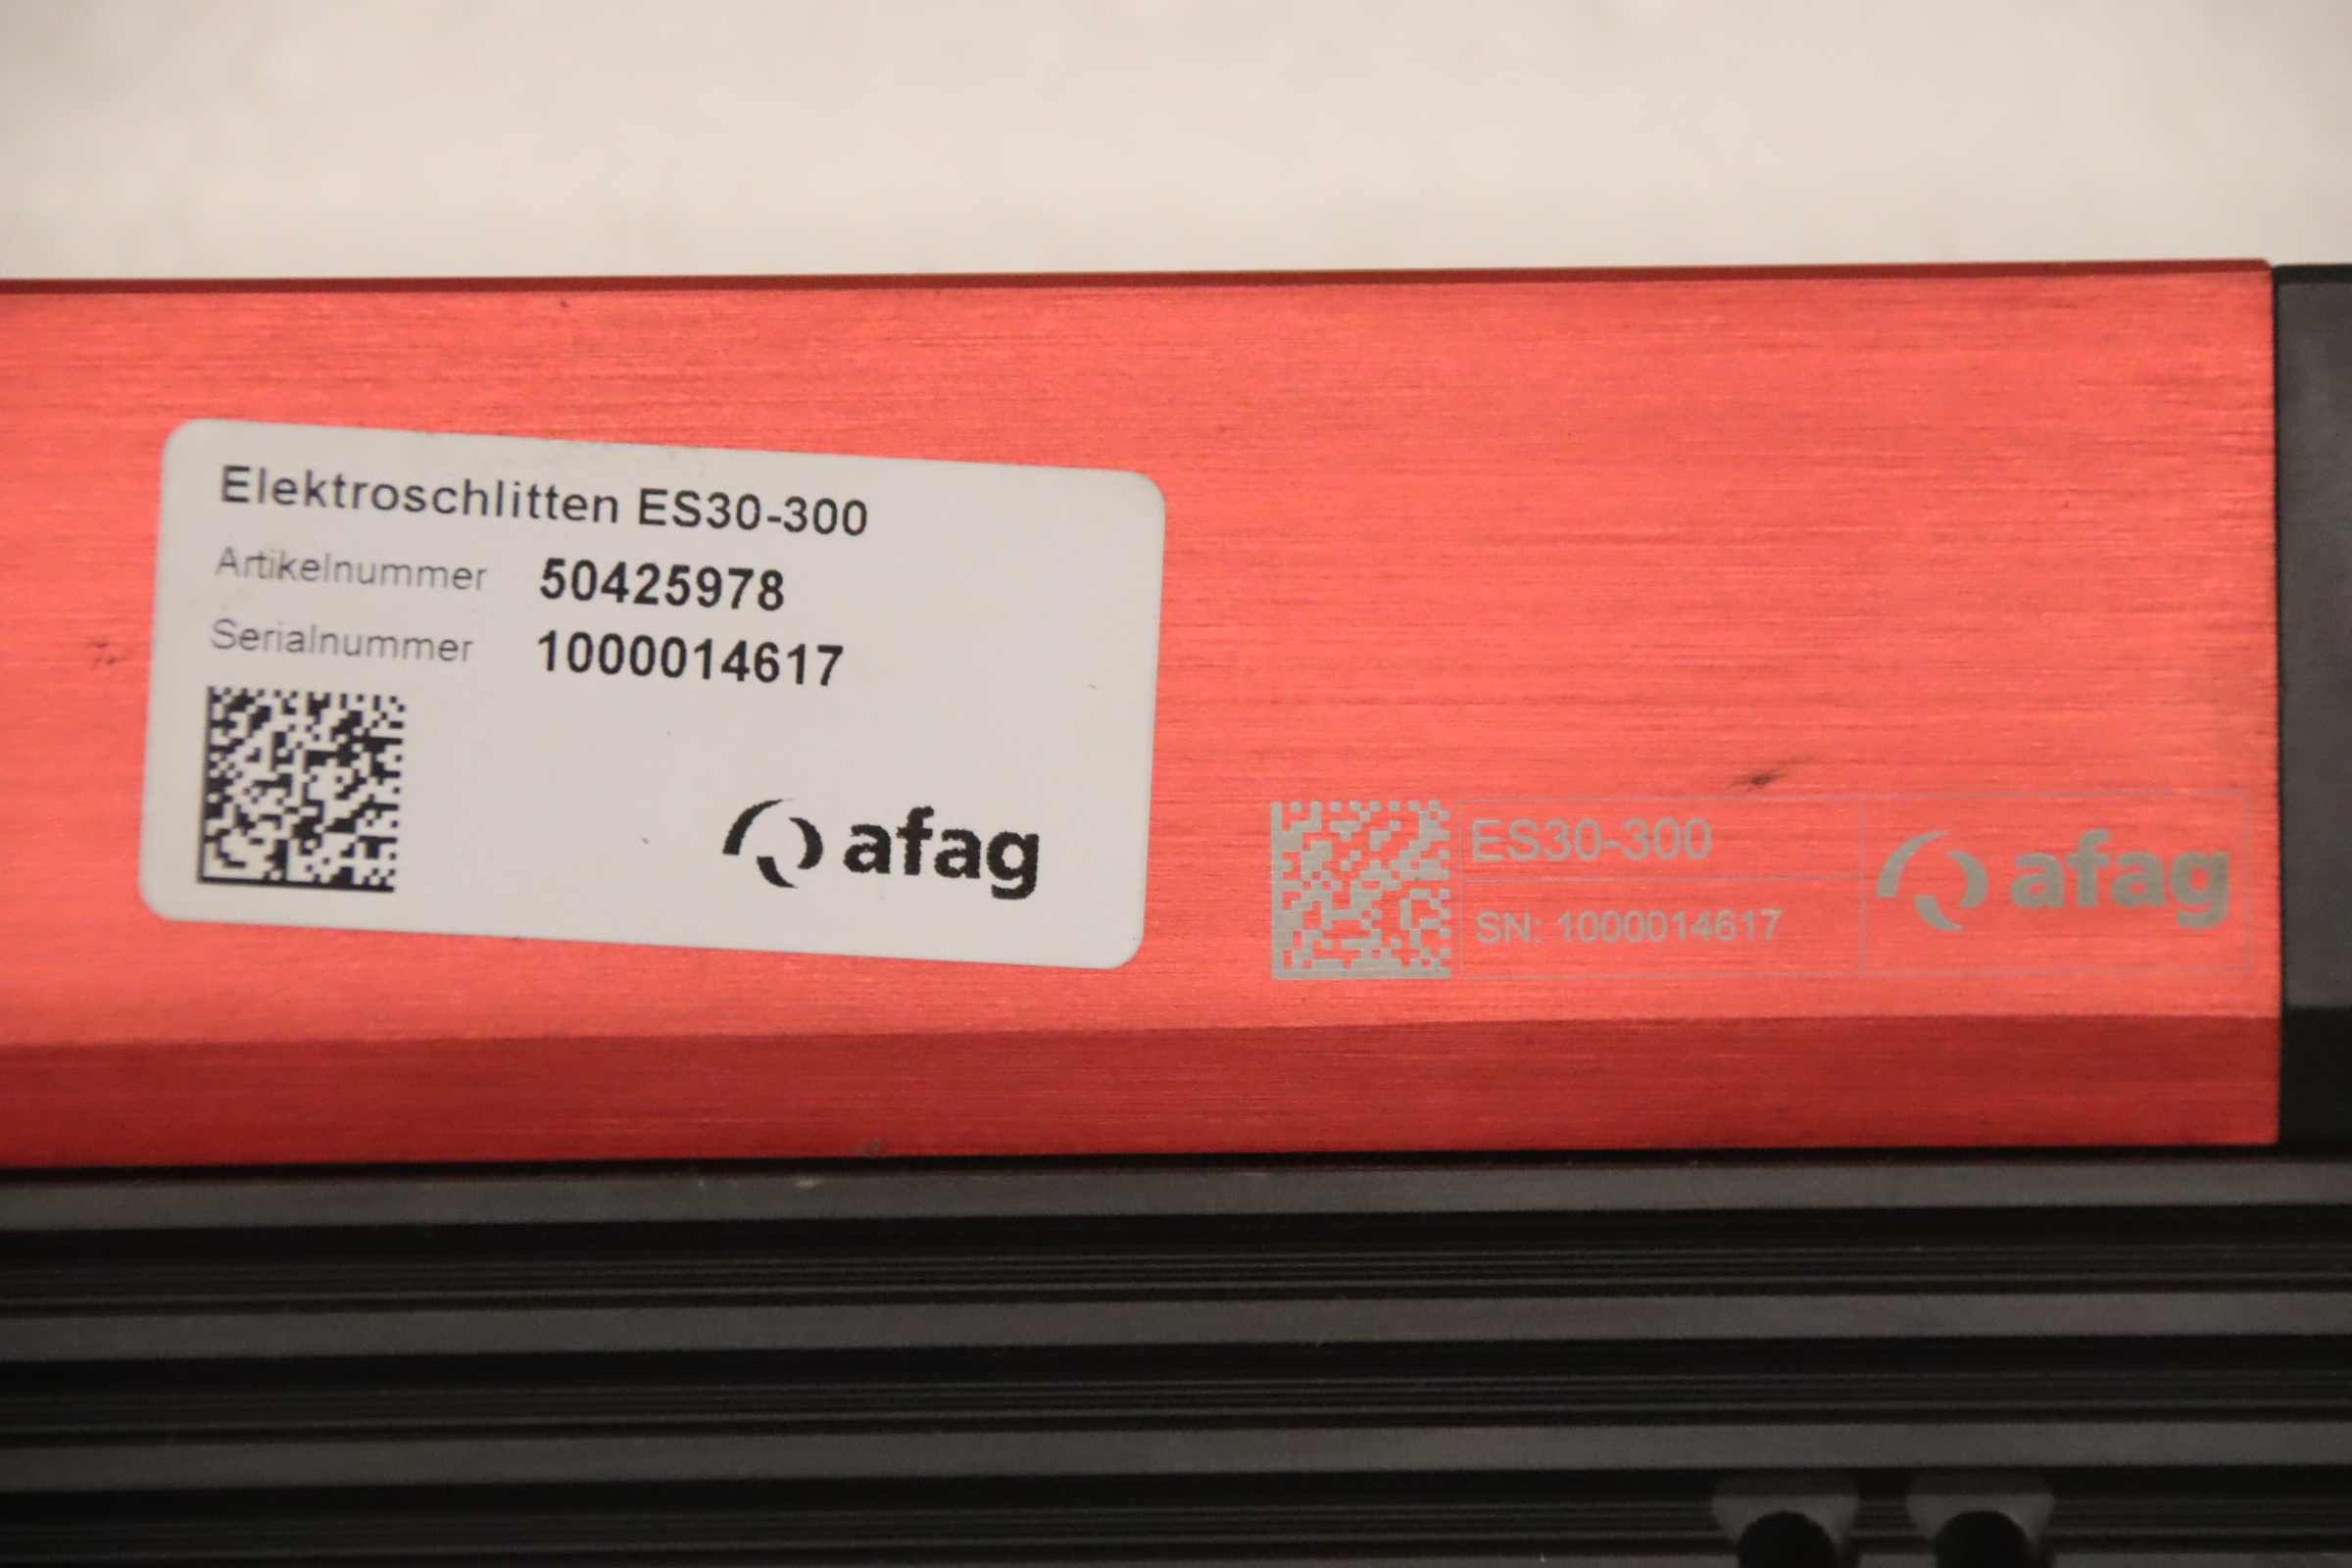 Elektroschlitten ES30-300
Artikelnummer 50425978
Serialnummer 1000014617
afag
ES30-300
SN: 1000014617
afag